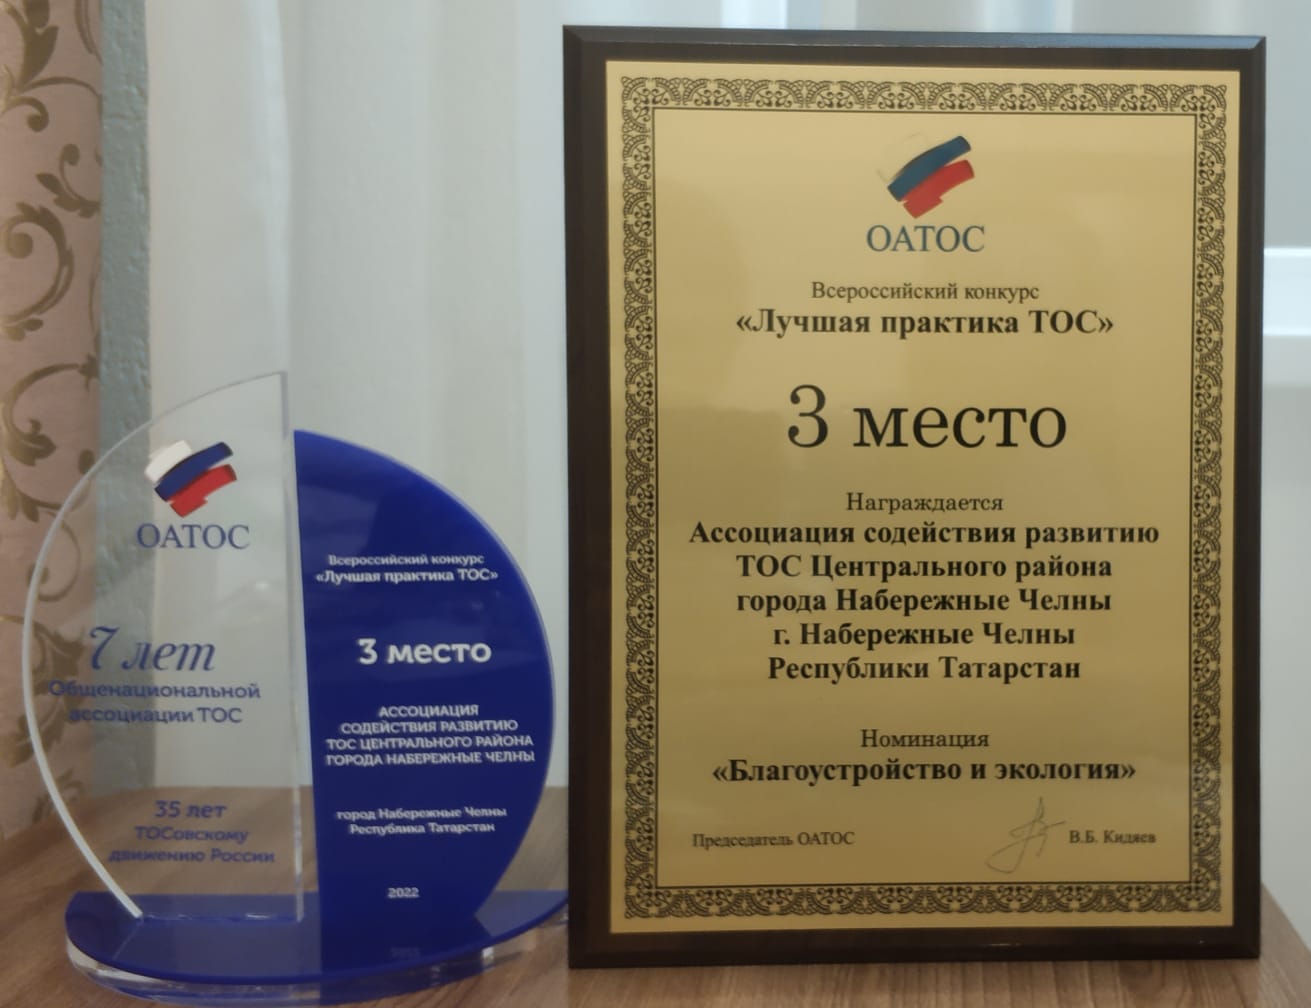 ОАТОС
7 лет
Общенациональной
ассоциации ТОС
35 лет
ТОСовскому
движению России
Всероссийский конкурс
«Лучшая практика ТОС»
3 место
АССОЦИАЦИЯ
СОДЕЙСТВИЯ РАЗВИТИЮ
ТОС ЦЕНТРАЛЬНОГО РАЙОНА
ГОРОДА НАБЕРЕЖНЫЕ ЧЕЛНЫ
город Набережные Челны
Республика Татарстан
2022
ОАТОС
Всероссийский конкурс
«Лучшая практика ТОС»
3 место
Награждается
Ассоциация содействия развитию
ТОС Центрального района
города Набережные Челны
г. Набережные Челны
Республики Татарстан
Номинация
«Благоустройство и экология»
Председатель ОАТОС
В.Б. Кидяев